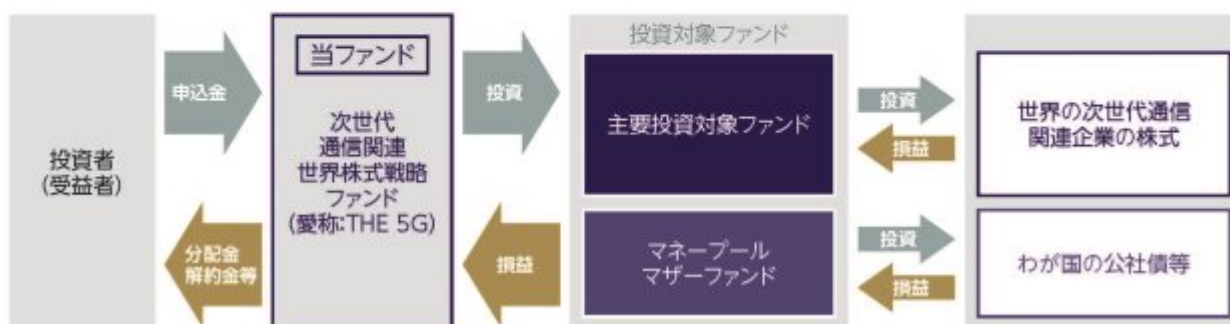 投資者
(受益者)
申込金
分配金
解約金等
当ファンド
次世代
通信関連
世界株式戦略
ファンド
(愛称:THE 5G)
投資
損益
投資対象ファンド
主要投資対象ファンド
マネープール
マザーファンド
投資
損益
投資
損益
世界の次世代通信
関連企業の株式
わが国の公社債等